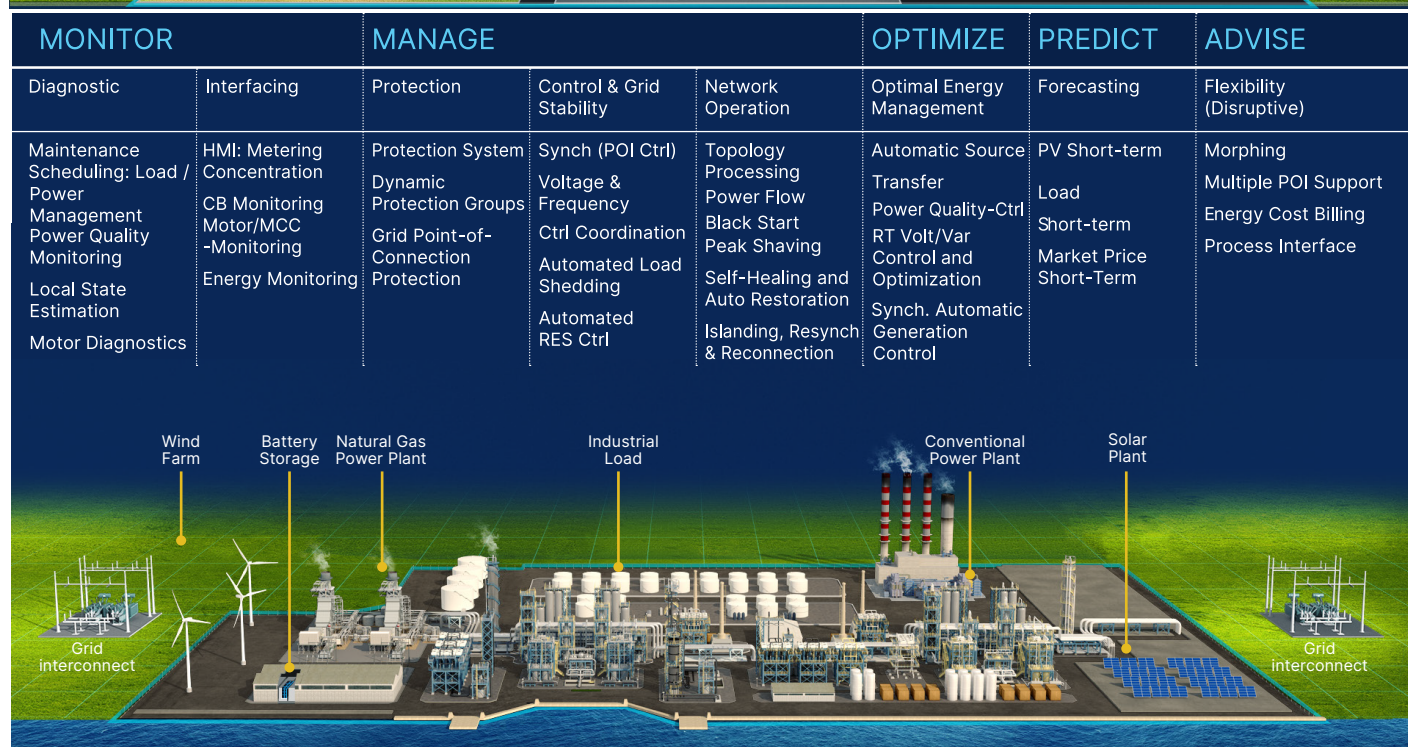 MONITOR
MANAGE
OPTIMIZE
PREDICT
ADVISE
Diagnostic
Interfacing
Protection
Control & Grid
Stability
Network
Operation
Optimal Energy
Management
Forecasting
Flexibility
(Disruptive)
Maintenance
Scheduling: Load /
Power
Management
Power Quality
Monitoring
Local State
Estimation
Motor Diagnostics
HMI: Metering
Concentration
CB Monitoring
Motor/MCC
-Monitoring
Energy Monitoring
Protection System
Dynamic
Protection Groups
Grid Point-of-
Connection
Protection
Synch (POI Ctrl)
Voltage &
Frequency
Ctrl Coordination
Automated Load
Shedding
Automated
RES Ctrl
Topology
Processing
Power Flow
Black Start
Peak Shaving
Self-Healing and
Auto Restoration
Islanding, Resynch
& Reconnection
Automatic Source
Transfer
Power Quality-Ctrl
RT Volt/Var
Control and
Optimization
Synch. Automatic
Generation
Control
PV Short-term
Load
Short-term
Market Price
Short-Term
Morphing
Multiple POI Support
Energy Cost Billing
Process Interface
Wind
Farm
Battery
Storage
Natural Gas
Power Plant
Industrial
Load
Conventional
Power Plant
Solar
Plant
Grid
interconnect
Grid
interconnect